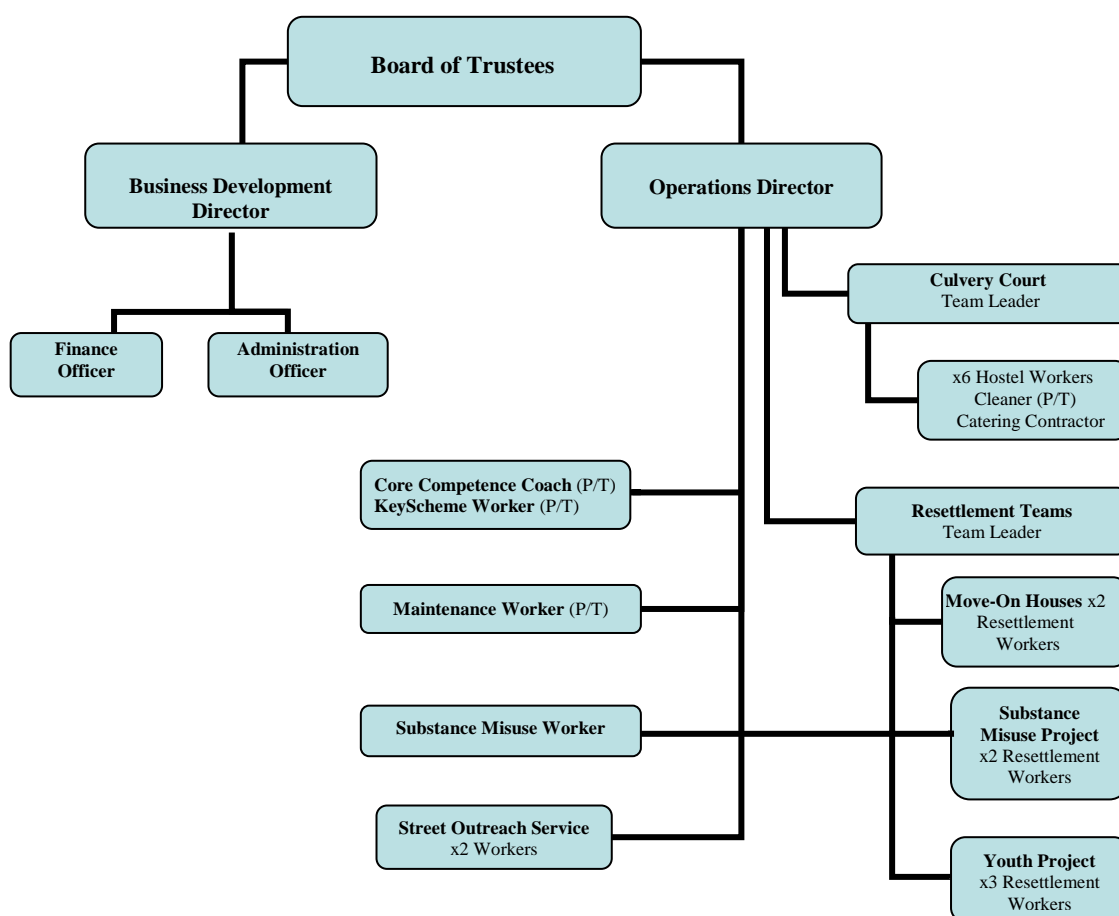 Board of Trustees
Business Development
Director
Operations Director
Culvery Court
Team Leader
Finance
Officer
Administration
Officer
x6 Hostel Workers
Cleaner (P/T)
Catering Contractor
Core Competence Coach (P/T)
KeyScheme Worker (P/T)
Resettlement Teams
Team Leader
Maintenance Worker (P/T)
Move-On Houses x2
Resettlement
Workers
Substance Misuse Worker
Substance
Misuse Project
x2 Resettlement
Workers
Street Outreach Service
x2 Workers
Youth Project
x3 Resettlement
Workers